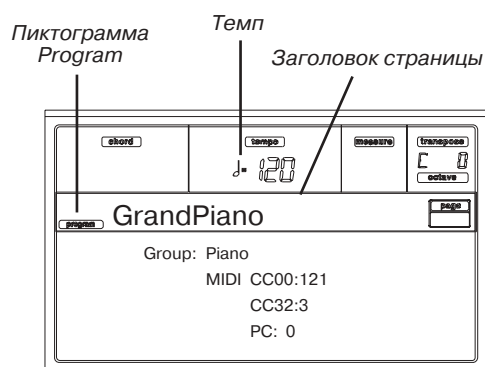 Пиктограмма
Program
Темп
Заголовок страницы
chord
tempo
measure
transpose
♩= 120
C 0
octave
program
GrandPiano
page
Group: Piano
MIDI CC00:121
CC32:3
PC: 0